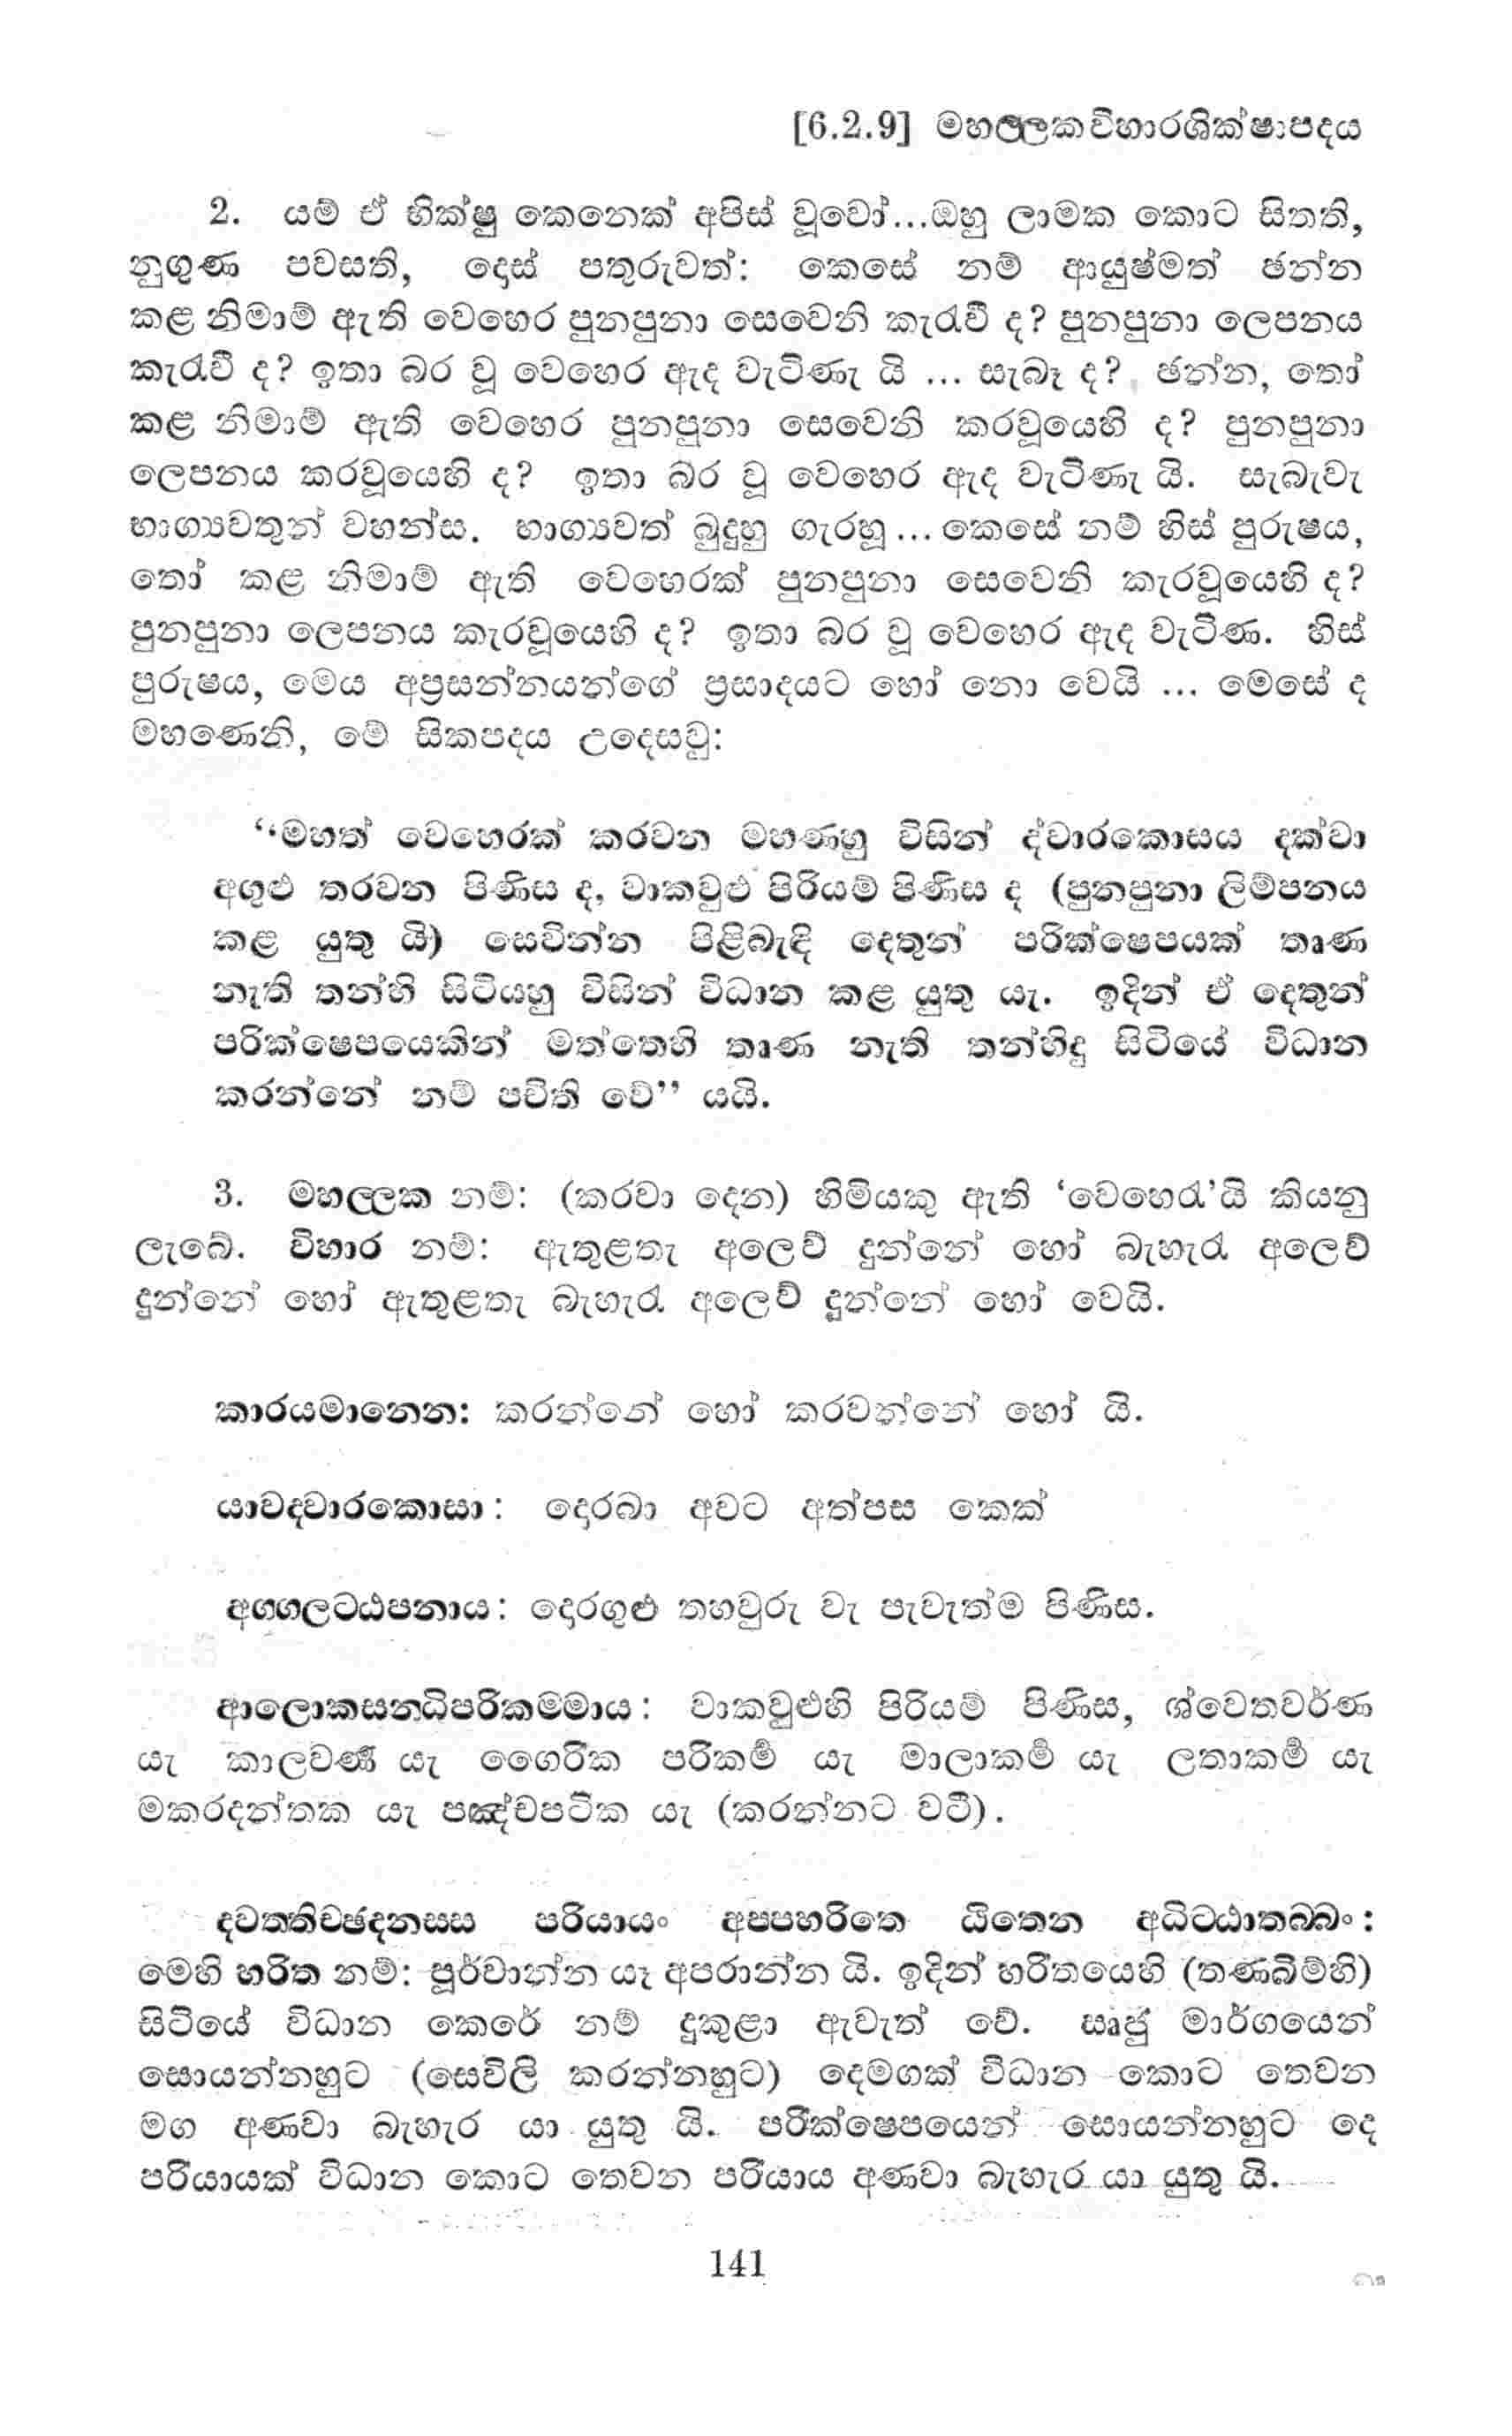 [6.2.9] මහල්ලකවිහාරශික්ෂාපදය
2. යම් ඒ භික්ෂු කෙනෙක් අපිස් වූවෝ...ඔහු ලාමක කොට සිතති,
නුගුණ පවසති, දොස් පතුරුවත්: කෙසේ නම් ආයුෂ්මත් ඡන්න
කළ නිමාම් ඇති වෙහෙර පුනපුනා සෙවෙනි කැරැවී ද? පුනපුනා ලෙපනය
කැරැවී ද? ඉතා බර වූ වෙහෙර ඇද වැටිණැ යි ... සැබෑ ද? ඡන්න, තෝ
කළ නිමාම් ඇති වෙහෙර පුනපුනා සෙවෙනි කරවූයෙහි ද? පුනපුනා
ලෙපනය කරවූයෙහි ද? ඉතා බර වූ වෙහෙර ඇද වැටිණැ යි. සැබැවැ
භාග්‍යවතුන් වහන්ස. භාග්‍යවත් බුදුහු ගැරහූ ... කෙසේ නම් හිස් පුරුෂය,
තෝ කළ නිමාම් ඇති වෙහෙරක් පුනපුනා සෙවෙනි කැරවූයෙහි ද?
පුනපුනා ලෙපනය කැරවූයෙහි ද? ඉතා බර වූ වෙහෙර ඇද වැටිණ. හිස්
පුරුෂය, මෙය අප්‍රසන්නයන්ගේ ප්‍රසාදයට හෝ නො වෙයි ... මෙසේ ද
මහණෙනි, මේ සිකපදය උදෙසවු:
“මහත් වෙහෙරක් කරවන මහණහු විසින් ද්වාරකොසය දක්වා
අගුළු තරවන පිණිස ද, වාකවුළු පිරියම් පිණිස ද (පුනපුනා ලිම්පනය
කළ යුතු යි) සෙවින්න පිළිබැඳි දෙතුන් පරික්ෂෙපයක් තෘණ
නැති තන්හි සිටියහු විසින් විධාන කළ යුතු යැ. ඉදින් ඒ දෙතුන්
පරික්ෂෙපයෙකින් මත්තෙහි තෘණ නැති තන්හිදු සිටියේ විධාන
කරන්නේ නම් පචිති වේ” යයි.
3. මහල්ලක නම්: (කරවා දෙන) හිමියකු ඇති ‘වෙහෙරැ’යි කියනු
ලැබේ. විහාර නම්: ඇතුළතැ අලෙව් දුන්නේ හෝ බැහැරැ අලෙව්
දුන්නේ හෝ ඇතුළතැ බැහැරැ අලෙව් දුන්නේ හෝ වෙයි.
කාරයමානෙන: කරන්නේ හෝ කරවන්නේ හෝ යි.
යාවද්වාරකොසා: දොරබා අවට අත්පස කෙක්
අග්ගලට්ඨපනාය: දොරගුළු තහවුරු වැ පැවැත්ම පිණිස.
ආලොකසන්ධිපරිකම්මාය: වාකවුළුහි පිරියම් පිණිස, ශ්වෙතවර්ණ
යැ කාලවර්‍ණ යැ ගෛරික පරිකර්‍ම යැ මාලාකර්‍ම යැ ලතාකර්‍ම යැ
මකරදන්තක යැ පඤ්චපටික යැ (කරන්නට වටී).
ද්වත්තිච්ඡදනස්ස පරියායං අප්පහරිතෙ ඨිතෙන අධිට්ඨාතබ්බං:
මෙහි හරිත නම්: පූර්වාන්න යෑ අපරාන්න යි. ඉදින් හරිතයෙහි (තණබිම්හි)
සිටියේ විධාන කෙරේ නම් දුකුළා ඇවැත් වේ. ඍජු මාර්ගයෙන්
සොයන්නහුට (සෙවිලි කරන්නහුට) දෙමගක් විධාන කොට තෙවන
මග අණවා බැහැර යා යුතු යි. පරික්ෂෙපයෙන් සොයන්නහුට දෙ
පරියායක් විධාන කොට තෙවන පරියාය අණවා බැහැර යා යුතු යි.
141